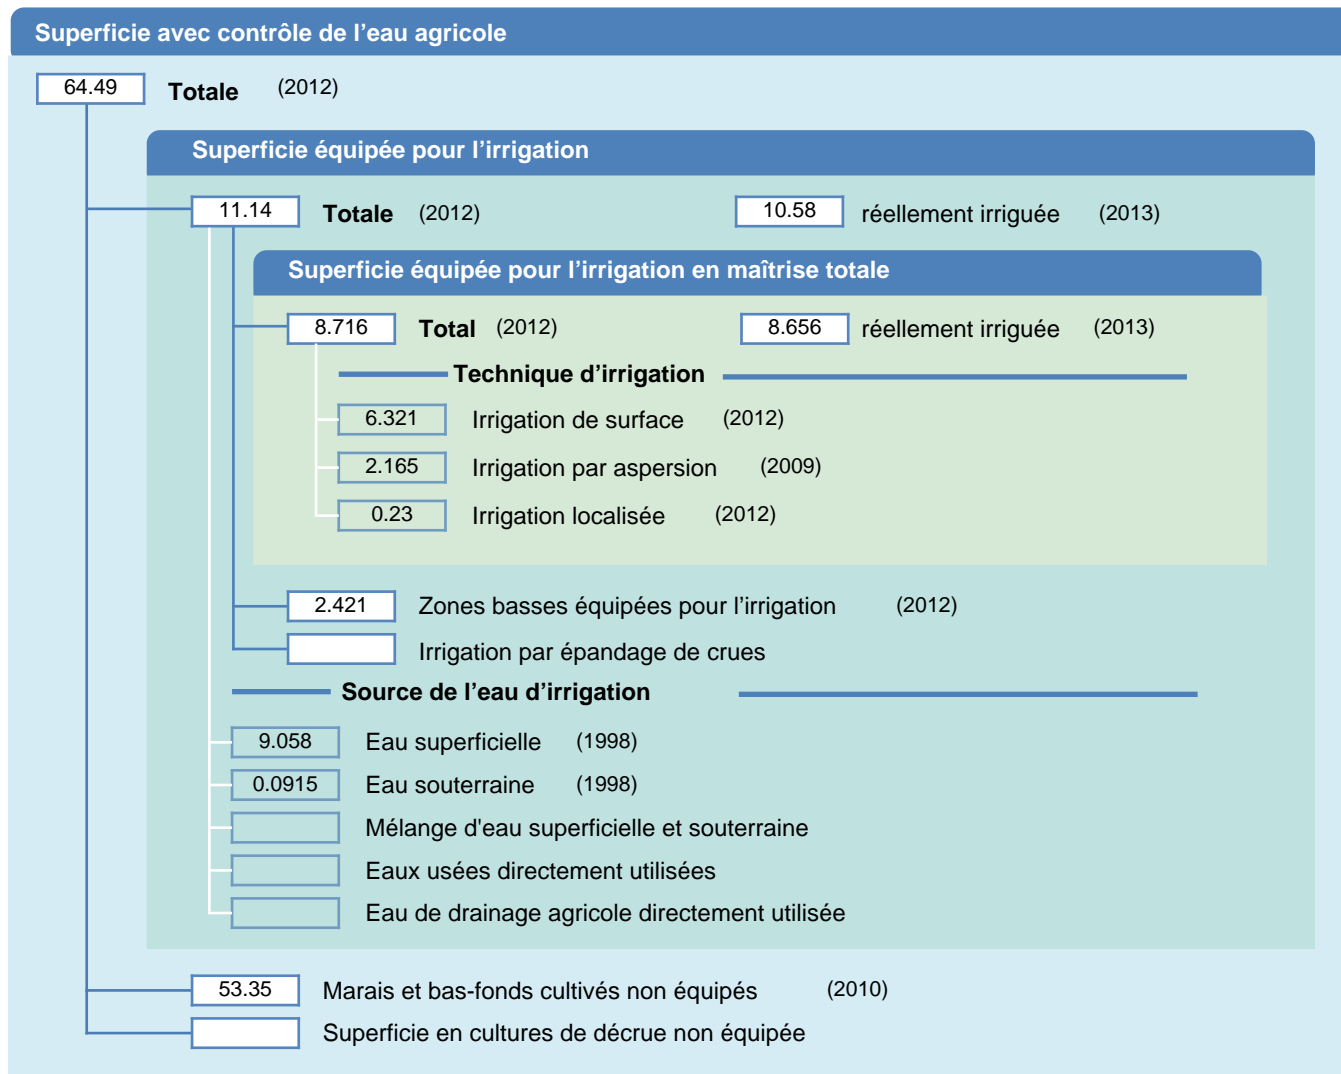 Superficie avec contrôle de l’eau agricole
64.49 Totale (2012)
Superficie équipée pour l’irrigation
11.14 Totale (2012) 10.58 réellement irriguée (2013)
Superficie équipée pour l’irrigation en maîtrise totale
8.716 Total (2012) 8.656 réellement irriguée (2013)
Technique d’irrigation
6.321 Irrigation de surface (2012)
2.165 Irrigation par aspersion (2009)
0.23 Irrigation localisée (2012)
2.421 Zones basses équipées pour l’irrigation (2012)
Irrigation par épandage de crues
Source de l’eau d’irrigation
9.058 Eau superficielle (1998)
0.0915 Eau souterraine (1998)
Mélange d'eau superficielle et souterraine
Eaux usées directement utilisées
Eau de drainage agricole directement utilisée
53.35 Marais et bas-fonds cultivés non équipés (2010)
Superficie en cultures de décrue non équipée